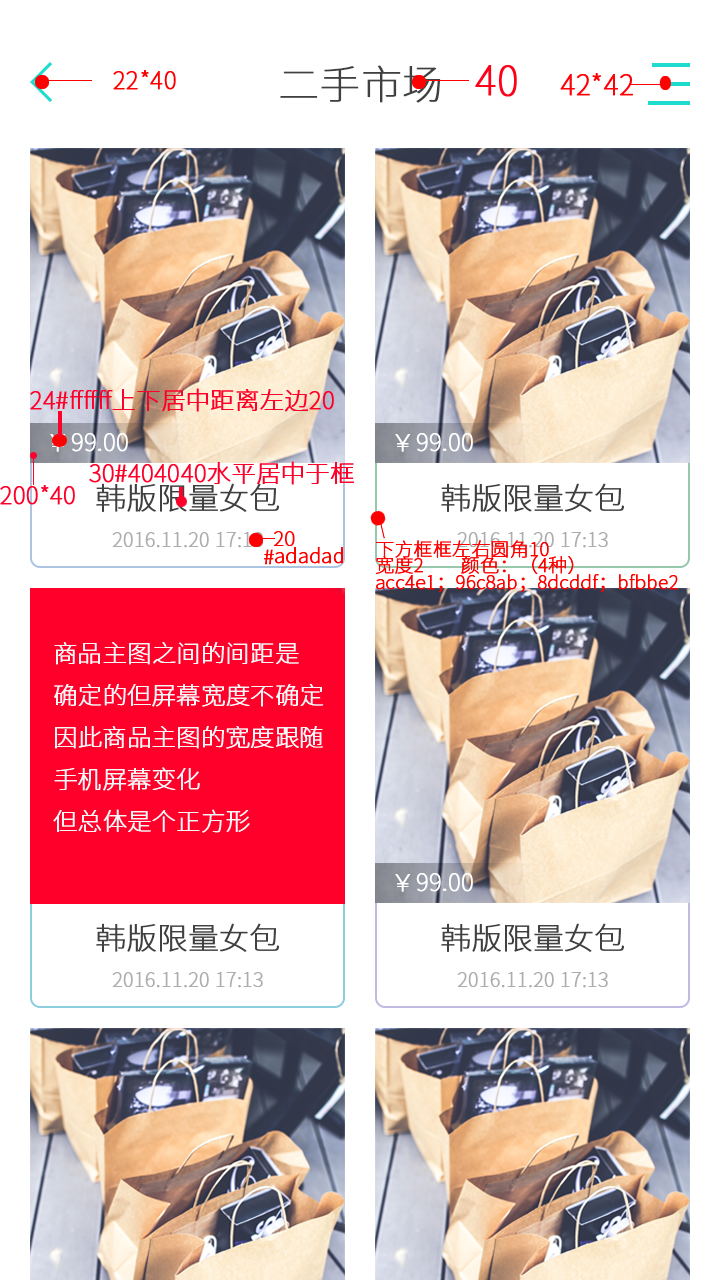 22*40
二手市场
40
42*42
24#ffffff上下居中距离左边20
¥ 99.00
¥ 99.00
200*40
30#404040水平居中于框
韩版限量女包
韩版限量女包
2016.11.20 17:1
20
#adadad
2016.11.20 17:13
下方框框左右圆角10
宽度2 颜色：（4种）
acc4e1；96c8ab；8dcddf；bfbbe2
商品主图之间的间距是
确定的但屏幕宽度不确定
因此商品主图的宽度跟随
手机屏幕变化
但总体是个正方形
¥ 99.00
韩版限量女包
韩版限量女包
2016.11.20 17:13
2016.11.20 17:13